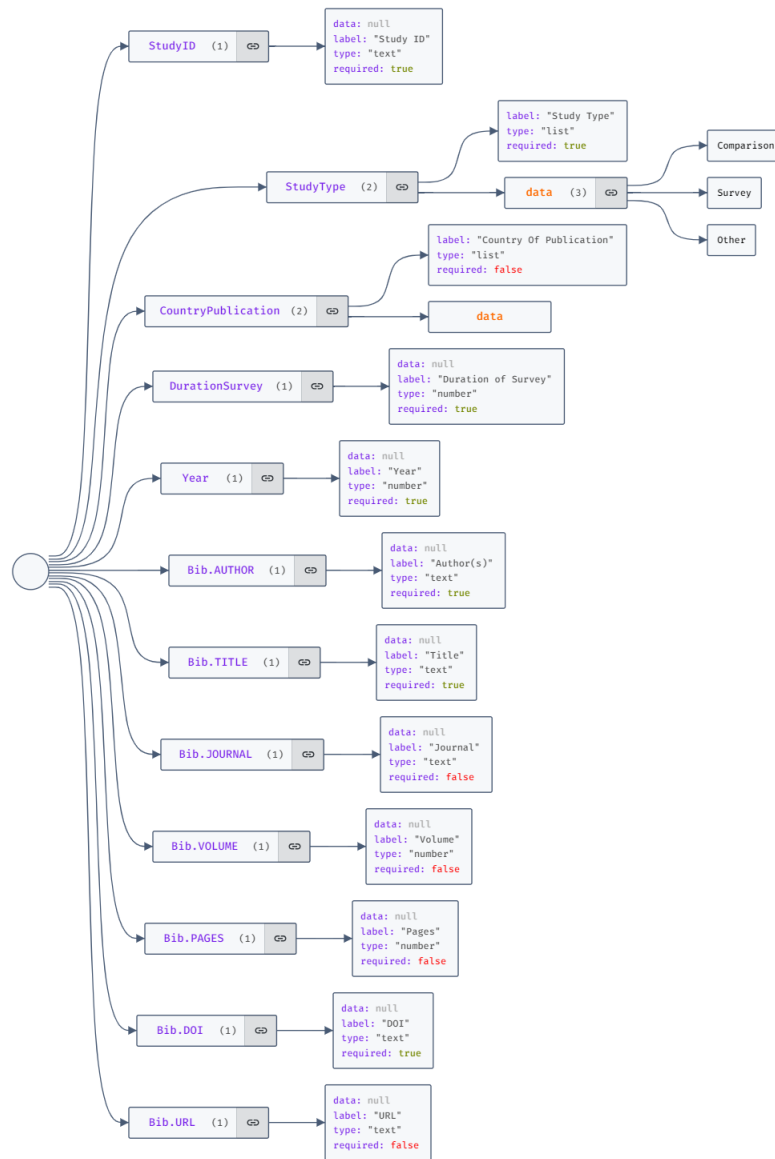 StudyID (1)
data: null
label: "Study ID"
type: "text"
required: true
StudyType (2)
label: "Study Type"
type: "list"
required: true
data (3)
Comparison
Survey
Other
CountryPublication (2)
label: "Country Of Publication"
type: "list"
required: false
data
DurationSurvey (1)
data: null
label: "Duration of Survey"
type: "number"
required: true
Year (1)
data: null
label: "Year"
type: "number"
required: true
Bib.AUTHOR (1)
data: null
label: "Author(s)"
type: "text"
required: true
Bib.TITLE (1)
data: null
label: "Title"
type: "text"
required: true
Bib.JOURNAL (1)
data: null
label: "Journal"
type: "text"
required: false
Bib.VOLUME (1)
data: null
label: "Volume"
type: "number"
required: false
Bib.PAGES (1)
data: null
label: "Pages"
type: "number"
required: false
Bib.DOI (1)
data: null
label: "DOI"
type: "text"
required: true
Bib.URL (1)
data: null
label: "URL"
type: "text"
required: false